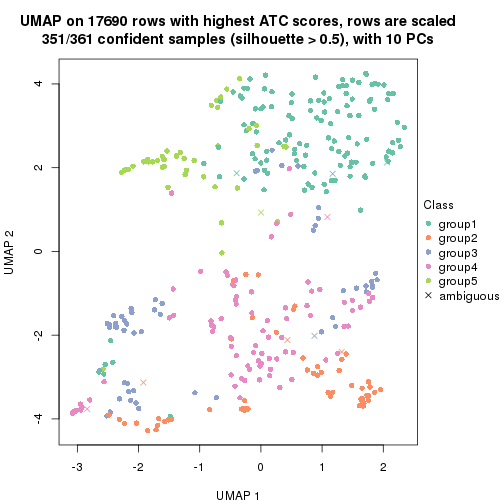 UMAP on 17690 rows with highest ATC scores, rows are scaled
351/361 confident samples (silhouette > 0.5), with 10 PCs
4
2
0
-2
-4
UMAP 2
-3 -2 -1 0 1 2
UMAP 1
Class
group1
group2
group3
group4
group5
ambiguous